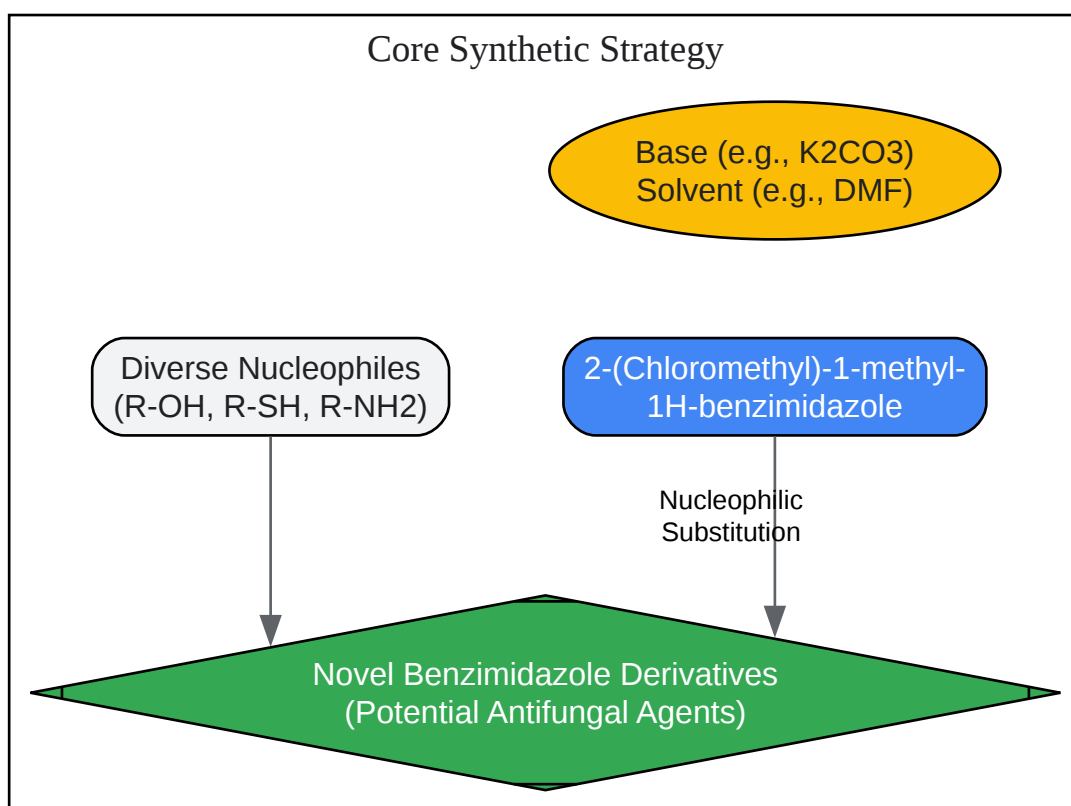 Core Synthetic Strategy
Base (e.g., K2CO3)
Solvent (e.g., DMF)
Diverse Nucleophiles
(R-OH, R-SH, R-NH2)
2-(Chloromethyl)-1-methyl-
1H-benzimidazole
Nucleophilic
Substitution
Novel Benzimidazole Derivatives
(Potential Antifungal Agents)